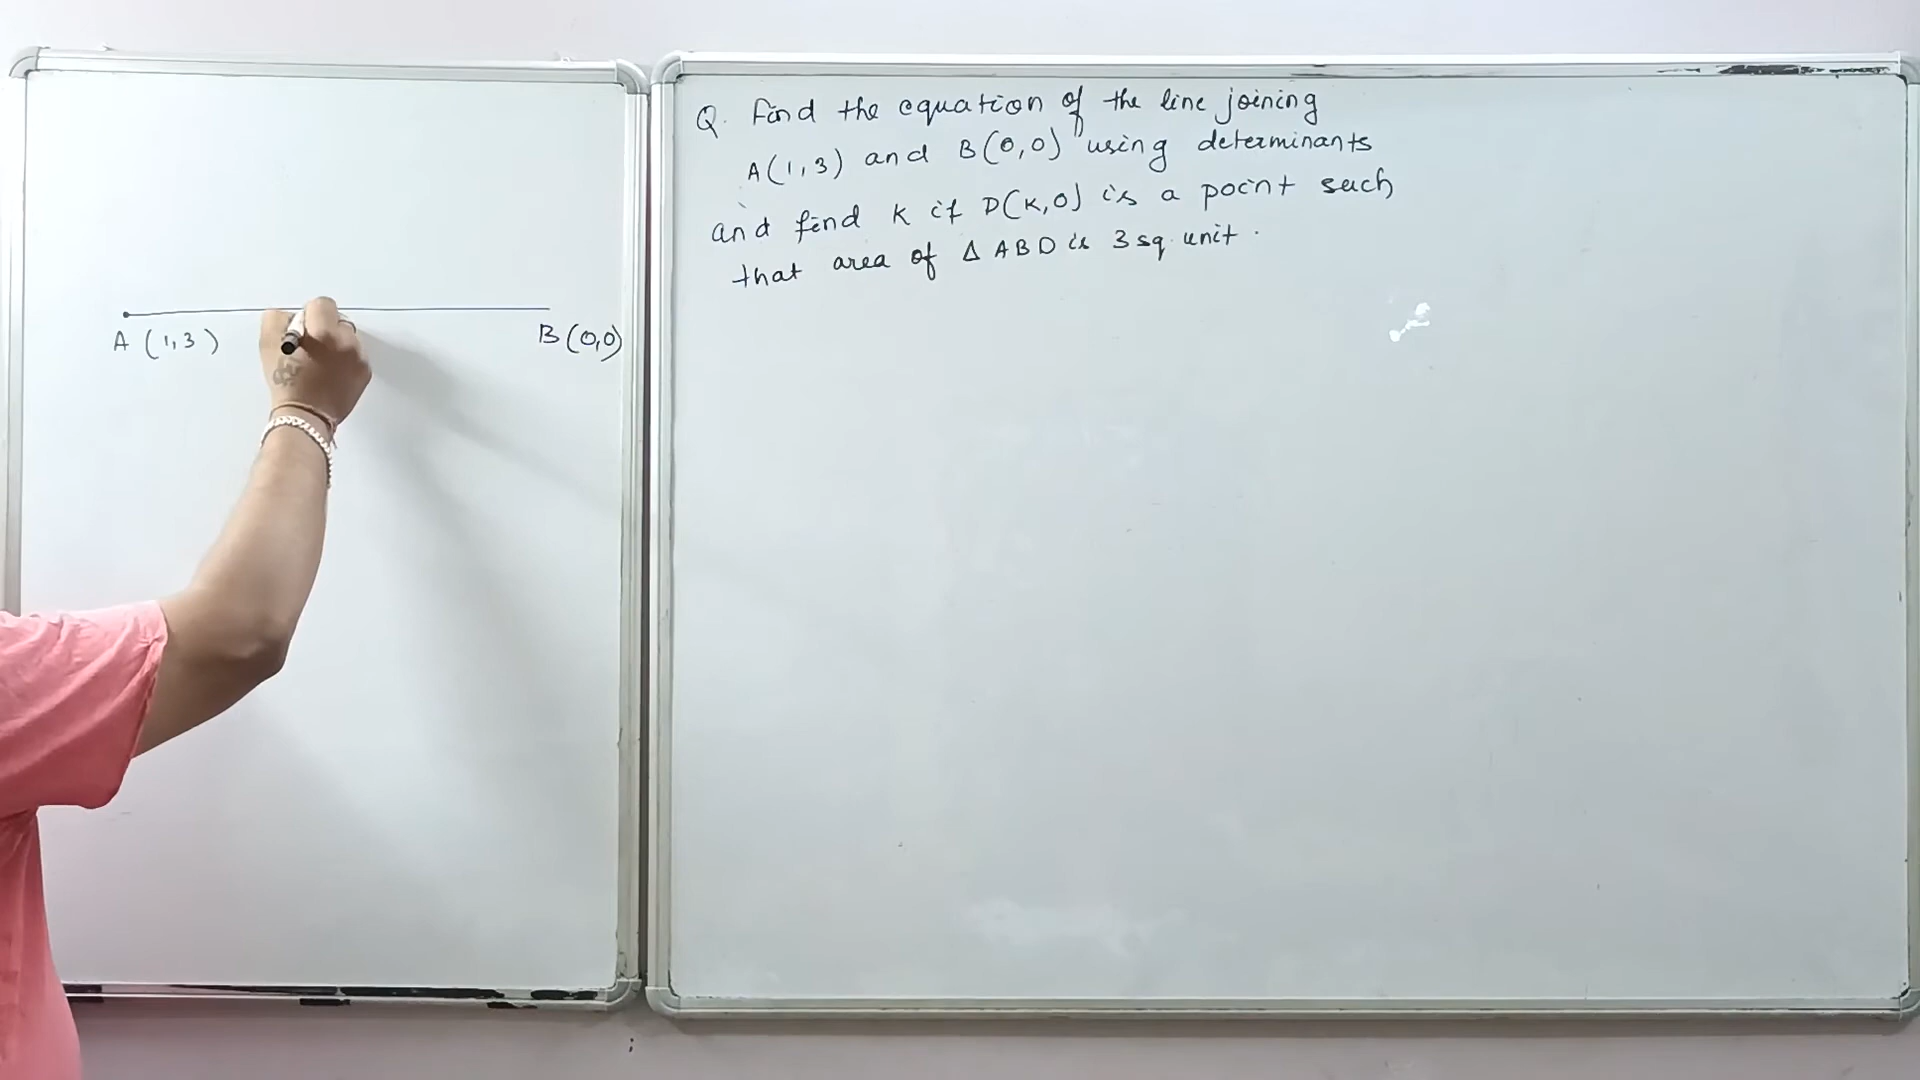 Q. Find the equation of the line joining
A(1,3) and B(0,0) using determinants
and find K if D(K,0) is a point such
that area of Δ ABD is 3 sq. unit.
A (1,3)
B(0,0)